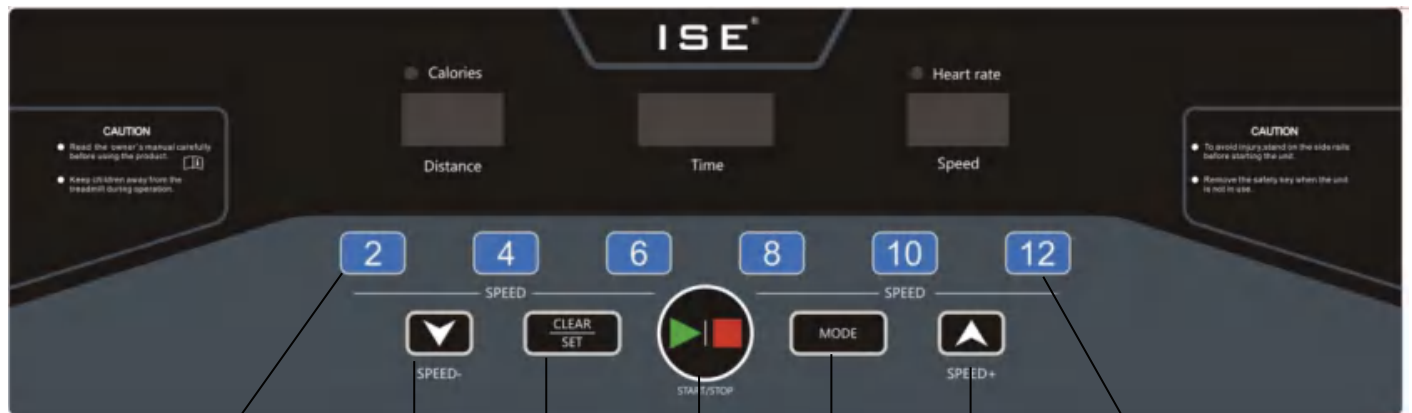 ISE®
Calories
Heart rate
Distance
Time
Speed
CAUTION
Read the owner's manual carefully
before using the product.
Keep children away from the
treadmill during operation.
CAUTION
To avoid injury,stand on the side rails
before starting the unit.
Remove the safety key when the unit
is not in use.
2 4 6 8 10 12
SPEED SPEED
CLEAR
SET
MODE
SPEED- START/STOP SPEED+